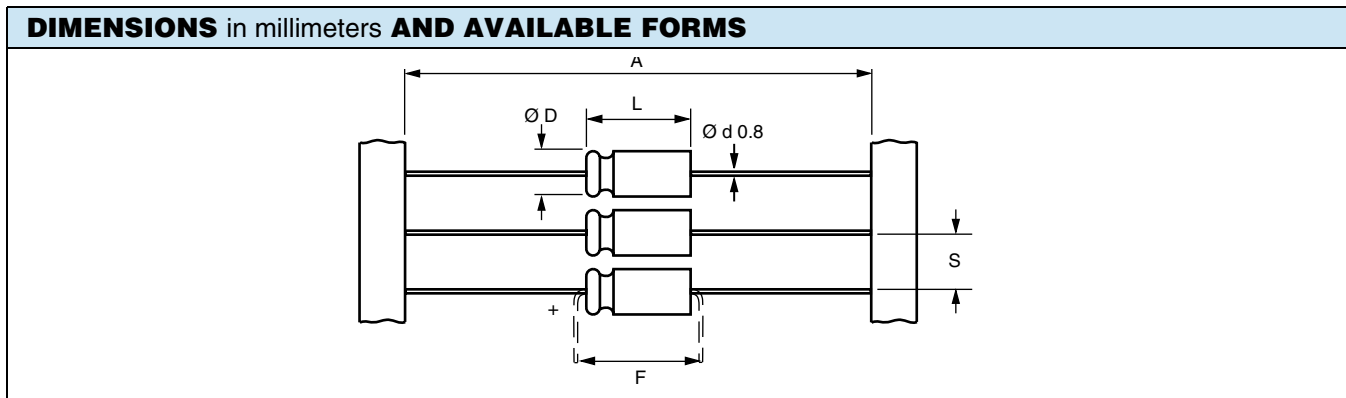 DIMENSIONS in millimeters AND AVAILABLE FORMS
A
L
Ø D
Ø d 0.8
S
+
F